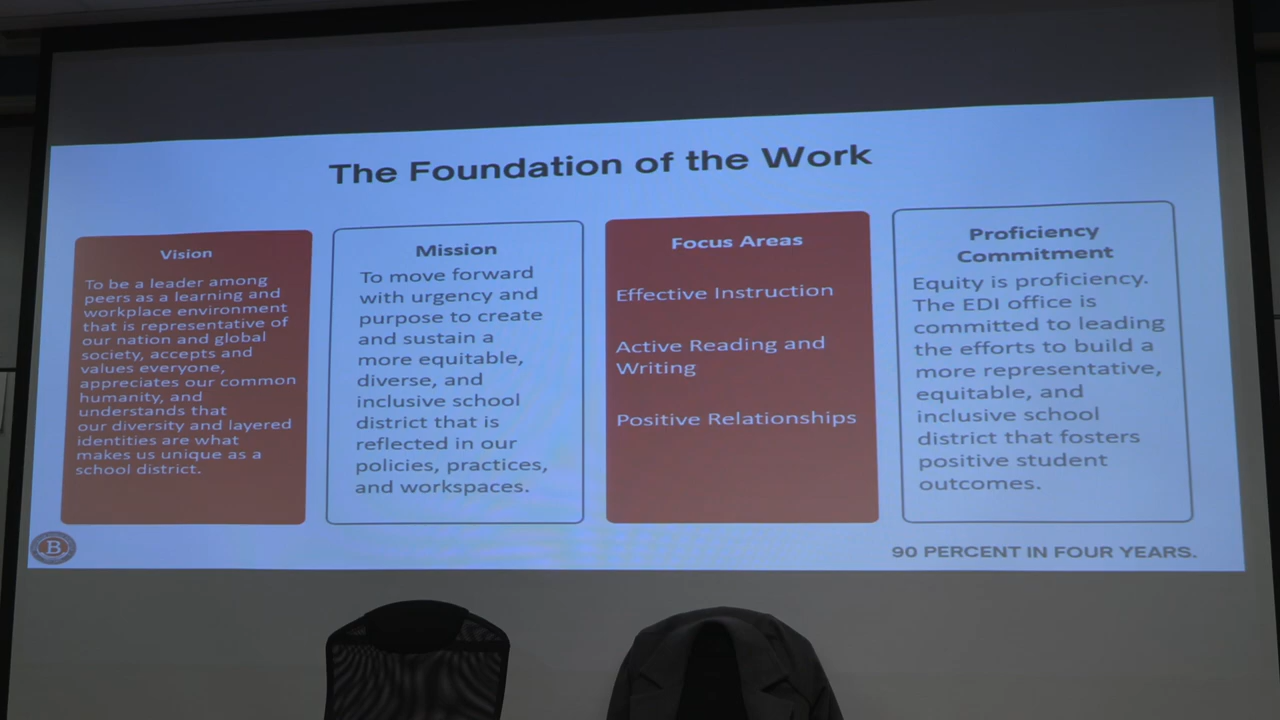 The Foundation of the Work
Vision
To be a leader among
peers as a learning and
workplace environment
that is representative of
our nation and global
society, accepts and
values everyone,
appreciates our common
humanity, and
understands that
our diversity and layered
identities are what
makes us unique as a
school district.
Mission
To move forward
with urgency and
purpose to create
and sustain a
more equitable,
diverse, and
inclusive school
district that is
reflected in our
policies, practices,
and workspaces.
Focus Areas
Effective Instruction
Active Reading and
Writing
Positive Relationships
Proficiency
Commitment
Equity is proficiency.
The EDI office is
committed to leading
the efforts to build a
more representative,
equitable, and
inclusive school
district that fosters
positive student
outcomes.
B
90 PERCENT IN FOUR YEARS.